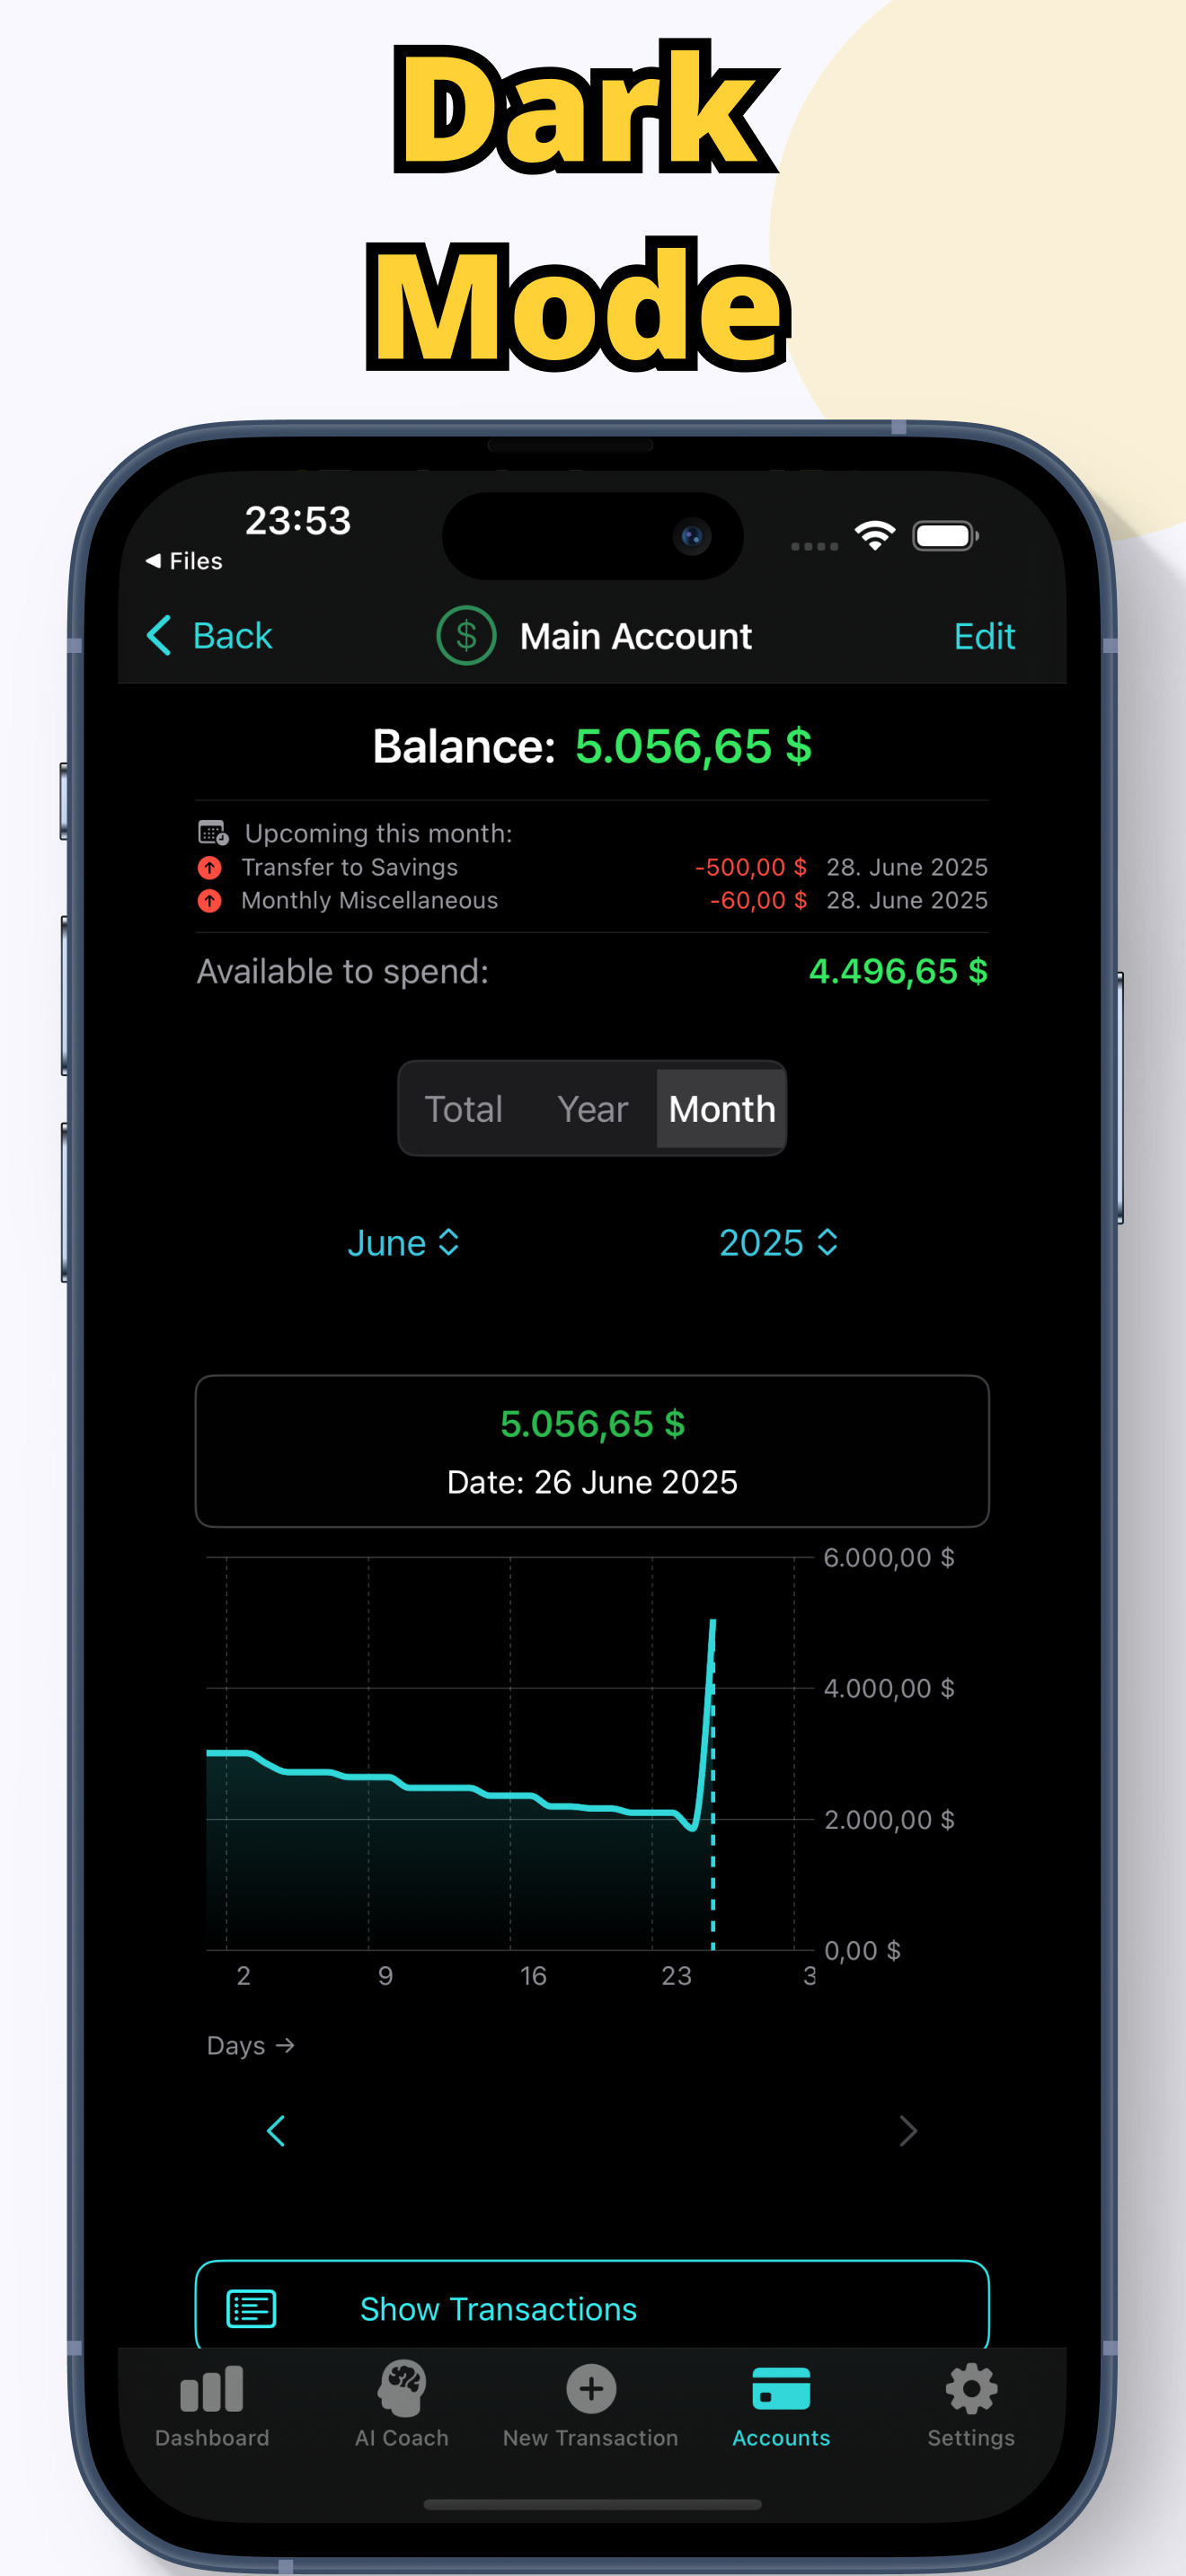 Dark
Mode
23:53
◀ Files
Back
$ Main Account
Edit
Balance: 5.056,65 $
Upcoming this month:
Transfer to Savings -500,00 $ 28. June 2025
Monthly Miscellaneous -60,00 $ 28. June 2025
Available to spend: 4.496,65 $
Total Year Month
June 2025
5.056,65 $
Date: 26 June 2025
6.000,00 $
4.000,00 $
2.000,00 $
0,00 $
2 9 16 23
Days →
Show Transactions
Dashboard AI Coach New Transaction Accounts Settings